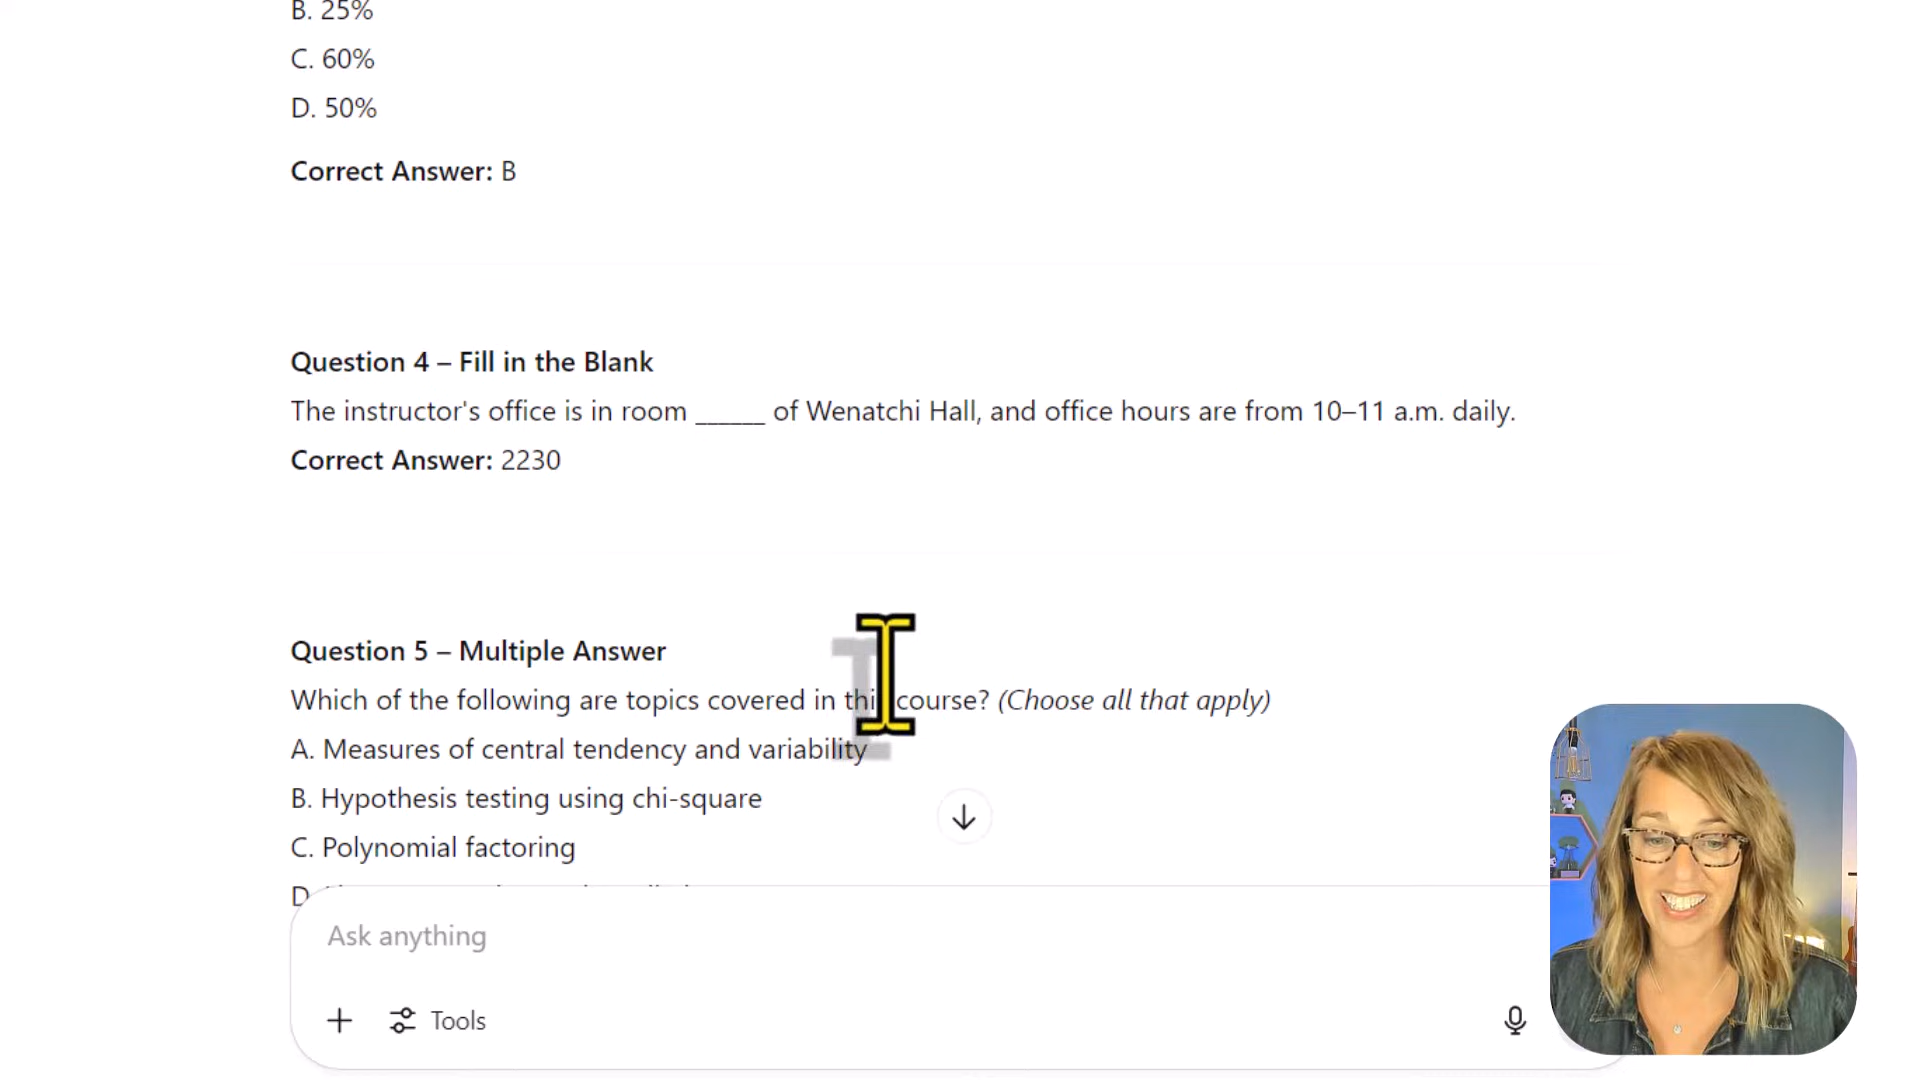 B. 25%
C. 60%
D. 50%
Correct Answer: B
Question 4 – Fill in the Blank
The instructor's office is in room ______ of Wenatchi Hall, and office hours are from 10–11 a.m. daily.
Correct Answer: 2230
Question 5 – Multiple Answer
Which of the following are topics covered in this course? (Choose all that apply)
A. Measures of central tendency and variability
B. Hypothesis testing using chi-square
C. Polynomial factoring
D
Ask anything
Tools